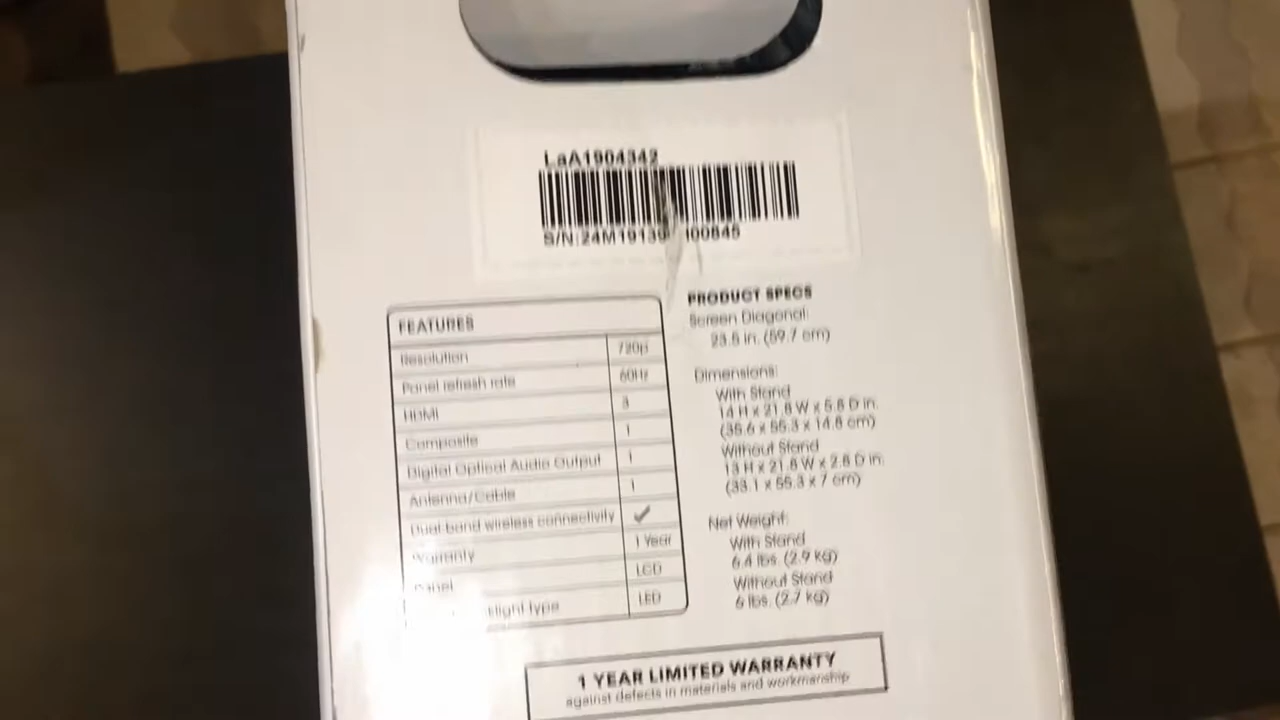 LaA1904342
S/N:24M19130 I00845
FEATURES
Resolution 720p
Panel refresh rate 60Hz
HDMI 3
Composite 1
Digital Optical Audio Output 1
Antenna/Cable 1
Dual-band wireless connectivity ✓
Warranty 1 Year
Panel LCD
light type LED
PRODUCT SPECS
Screen Diagonal:
23.5 in. (59.7 cm)
Dimensions:
With Stand
14 H x 21.8 W x 5.8 D in.
(35.6 x 55.3 x 14.8 cm)
Without Stand
13 H x 21.8 W x 2.8 D in.
(33.1 x 55.3 x 7 cm)
Net Weight:
With Stand
6.4 lbs. (2.9 kg)
Without Stand
6 lbs. (2.7 kg)
1 YEAR LIMITED WARRANTY
against defects in materials and workmanship